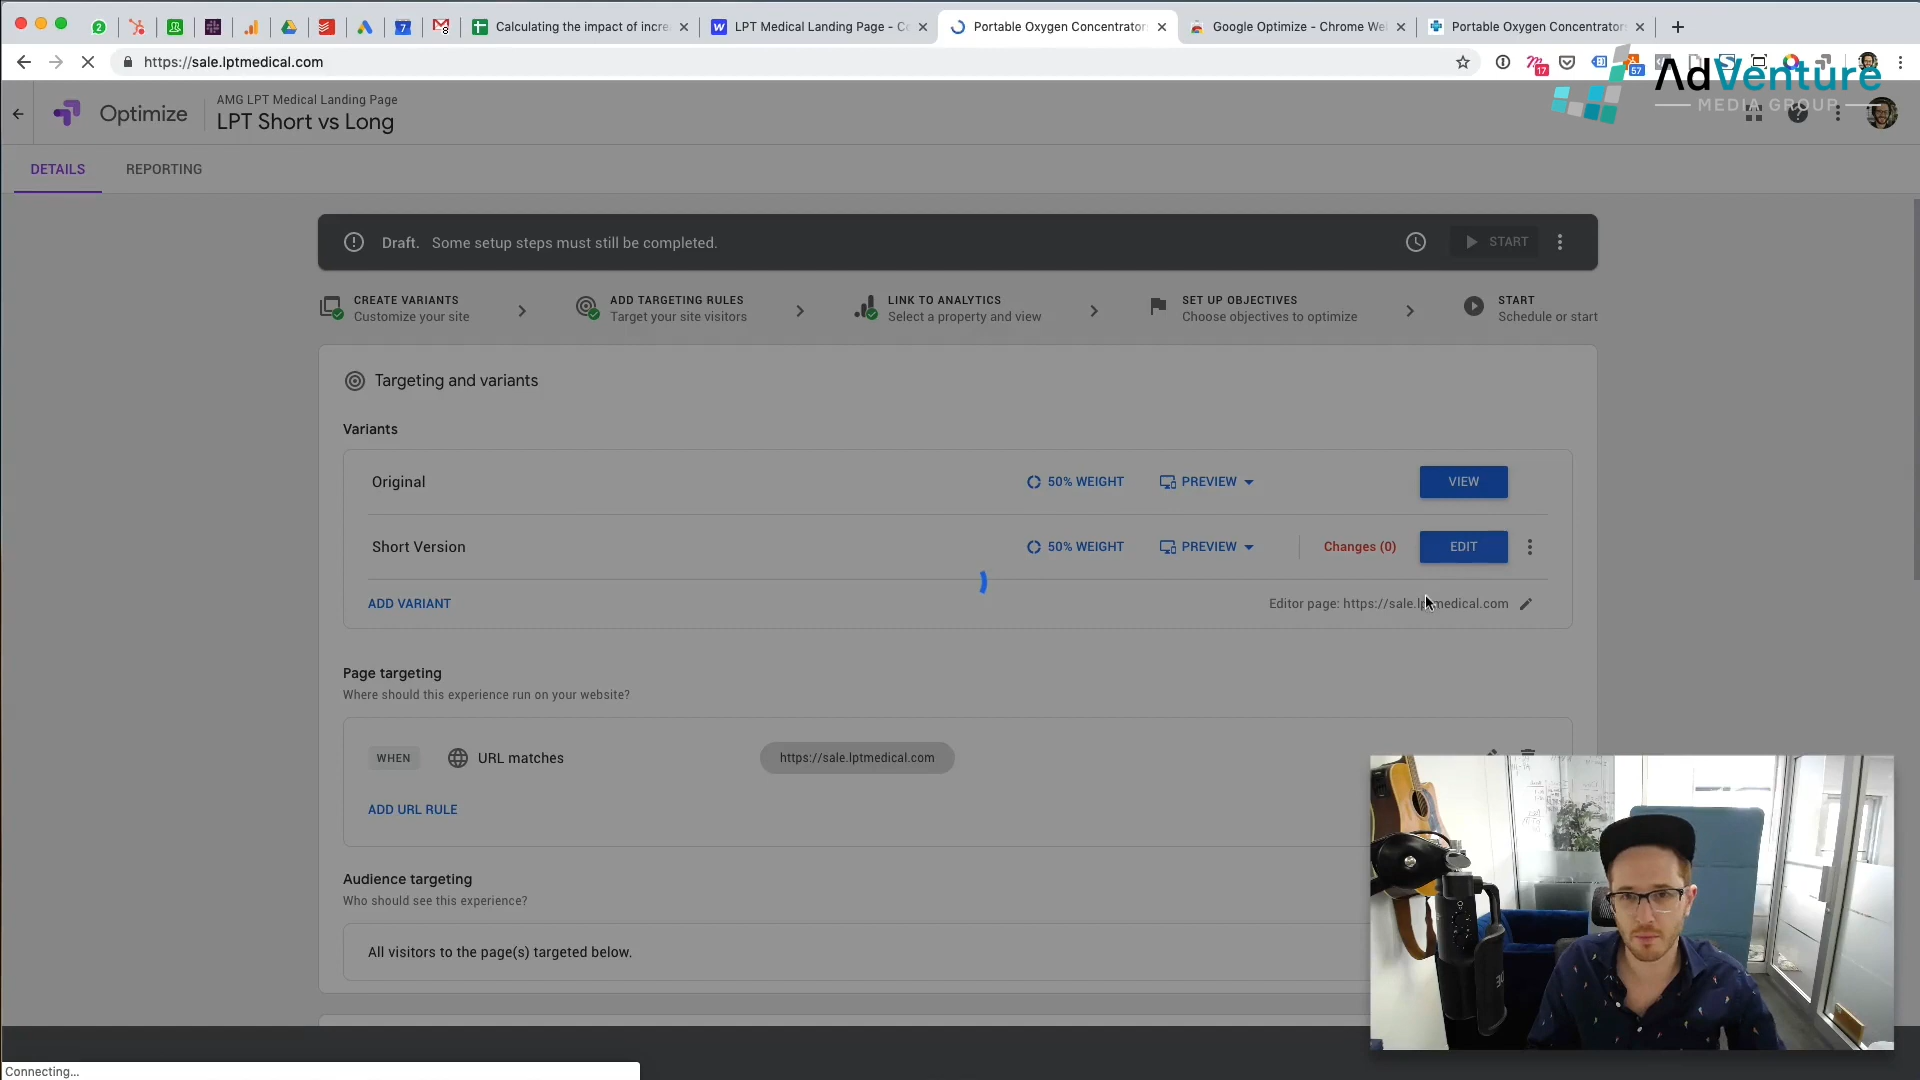 Calculating the impact of incre
LPT Medical Landing Page - Co
Portable Oxygen Concentrator
Google Optimize - Chrome We
Portable Oxygen Concentrator
https://sale.lptmedical.com
17
57
AdVenture
MEDIA GROUP
Optimize
AMG LPT Medical Landing Page
LPT Short vs Long
DETAILS
REPORTING
Draft. Some setup steps must still be completed.
START
CREATE VARIANTS
Customize your site
ADD TARGETING RULES
Target your site visitors
LINK TO ANALYTICS
Select a property and view
SET UP OBJECTIVES
Choose objectives to optimize
START
Schedule or start
Targeting and variants
Variants
Original
50% WEIGHT
PREVIEW
VIEW
Short Version
50% WEIGHT
PREVIEW
Changes (0)
EDIT
ADD VARIANT
Editor page: https://sale.lptmedical.com
Page targeting
Where should this experience run on your website?
WHEN
URL matches
https://sale.lptmedical.com
ADD URL RULE
Audience targeting
Who should see this experience?
All visitors to the page(s) targeted below.
Connecting...